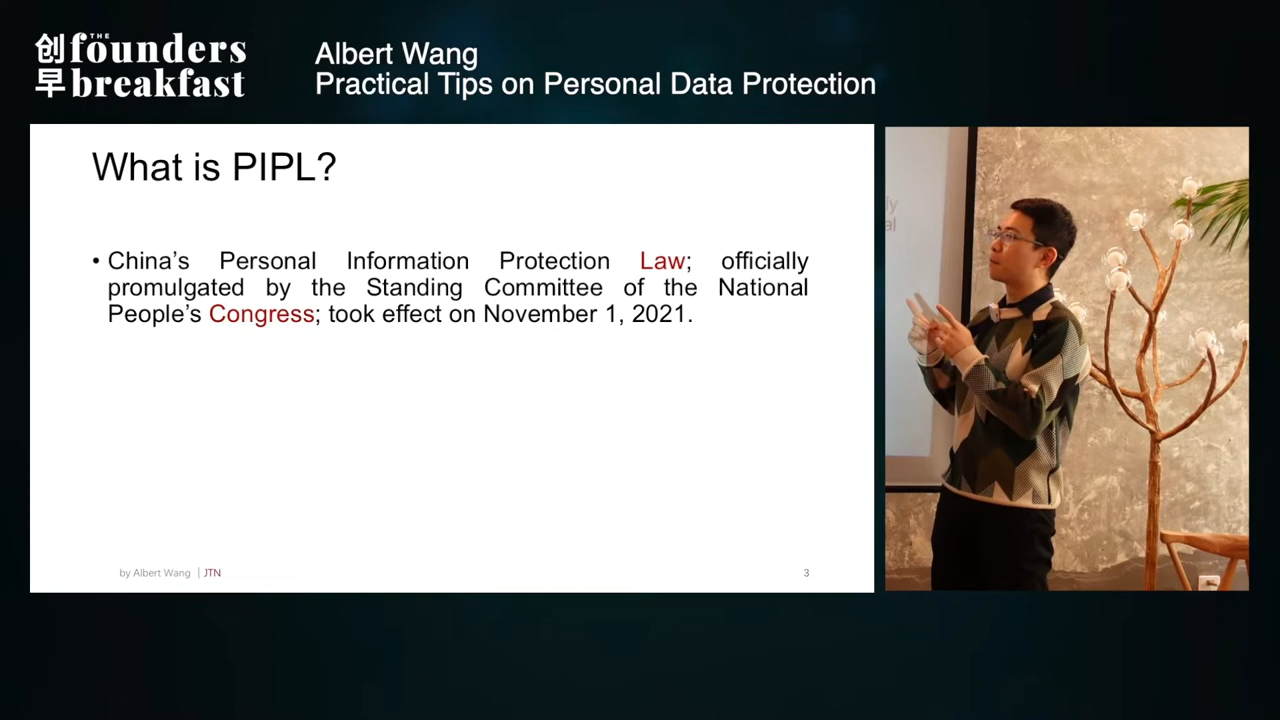 创 THE founders
早 breakfast
Albert Wang
Practical Tips on Personal Data Protection
What is PIPL?
• China’s Personal Information Protection Law; officially
promulgated by the Standing Committee of the National
People’s Congress; took effect on November 1, 2021.
by Albert Wang | JTN
3